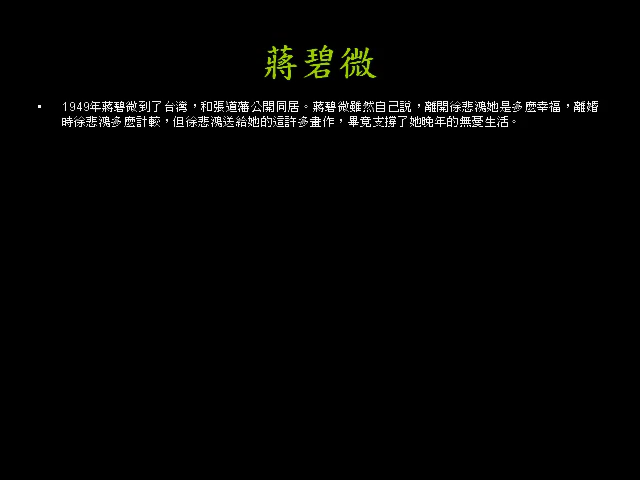 蔣碧微
• 1949年蔣碧微到了台湾，和張道藩公開同居。蔣碧微雖然自己說，離開徐悲鴻她是多麽幸福，離婚
時徐悲鴻多麽計較，但徐悲鴻送給她的這許多畫作，畢竟支撐了她晚年的無憂生活。